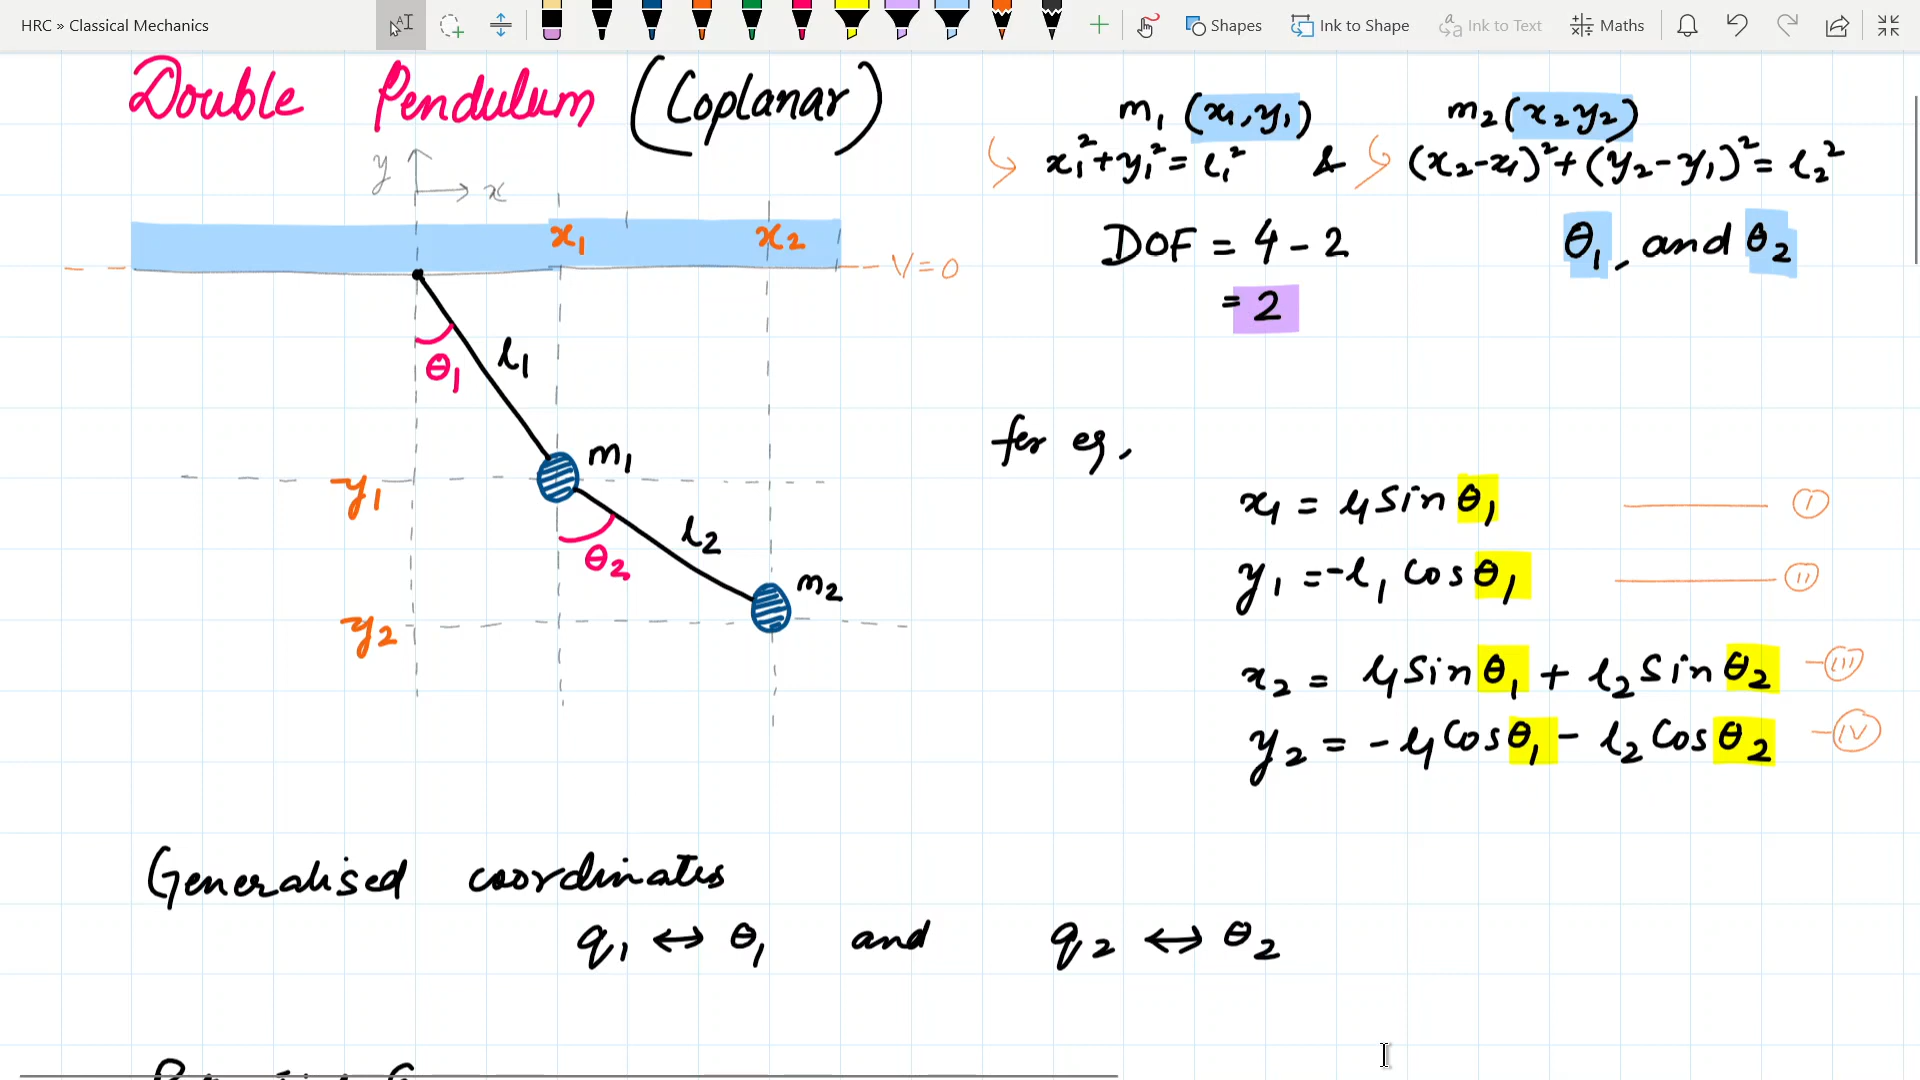 HRC » Classical Mechanics
Shapes
Ink to Shape
Ink to Text
Maths
Double Pendulum (Coplanar)
y
x
x₁ x₂
V=0
θ₁
l₁
m₁
-y₁
l₂
θ₂
m₂
-y₂
m₁ (x₁,y₁) m₂(x₂y₂)
x₁²+y₁²= l₁² & (x₂-x₁)²+(y₂-y₁)²= l₂²
DOF = 4-2 θ₁, and θ₂
= 2
for eg,
x₁ = l₁ Sin θ₁ (I)
y₁ =-l₁ Cos θ₁ (II)
x₂ = l₁ Sin θ₁ + l₂ Sin θ₂ -(III)
y₂ = -l₁ Cos θ₁ - l₂ Cos θ₂ -(IV)
Generalised coordinates
q₁ ↔ θ₁ and q₂ ↔ θ₂